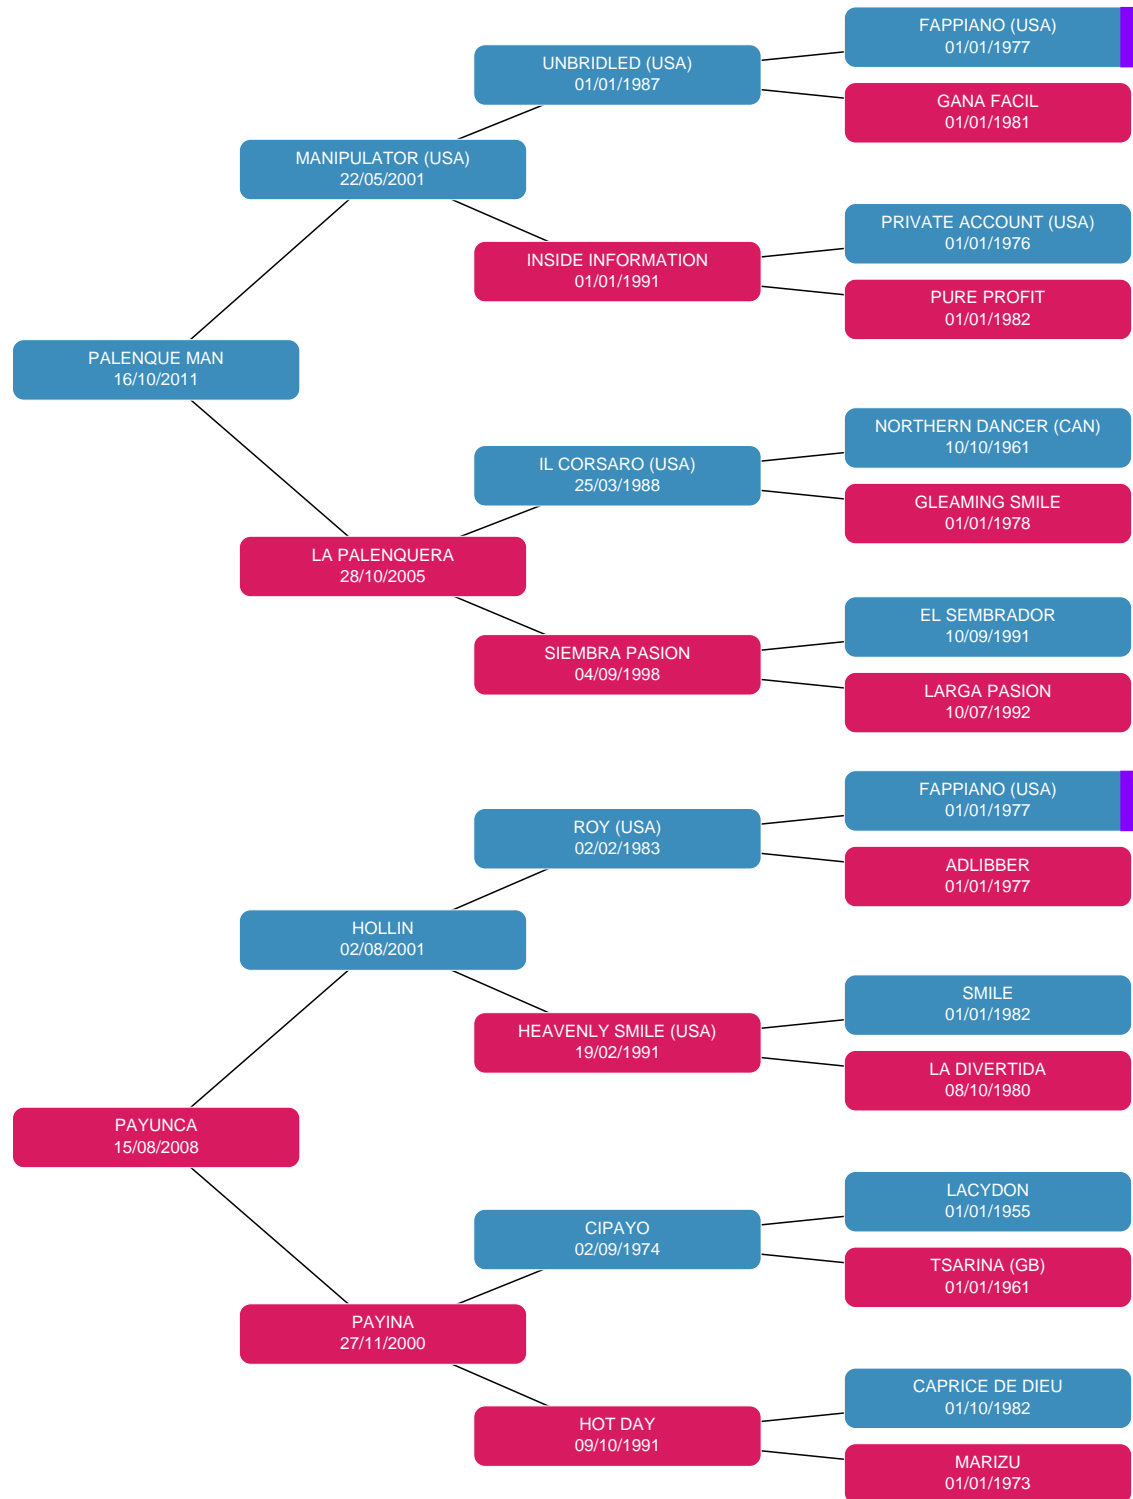 FAPPIANO (USA)
01/01/1977
UNBRIDLED (USA)
01/01/1987
GANA FACIL
01/01/1981
MANIPULATOR (USA)
22/05/2001
PRIVATE ACCOUNT (USA)
01/01/1976
INSIDE INFORMATION
01/01/1991
PURE PROFIT
01/01/1982
PALENQUE MAN
16/10/2011
NORTHERN DANCER (CAN)
10/10/1961
IL CORSARO (USA)
25/03/1988
GLEAMING SMILE
01/01/1978
LA PALENQUERA
28/10/2005
EL SEMBRADOR
10/09/1991
SIEMBRA PASION
04/09/1998
LARGA PASION
10/07/1992
FAPPIANO (USA)
01/01/1977
ROY (USA)
02/02/1983
ADLIBBER
01/01/1977
HOLLIN
02/08/2001
SMILE
01/01/1982
HEAVENLY SMILE (USA)
19/02/1991
LA DIVERTIDA
08/10/1980
PAYUNCA
15/08/2008
LACYDON
01/01/1955
CIPAYO
02/09/1974
TSARINA (GB)
01/01/1961
PAYINA
27/11/2000
CAPRICE DE DIEU
01/10/1982
HOT DAY
09/10/1991
MARIZU
01/01/1973